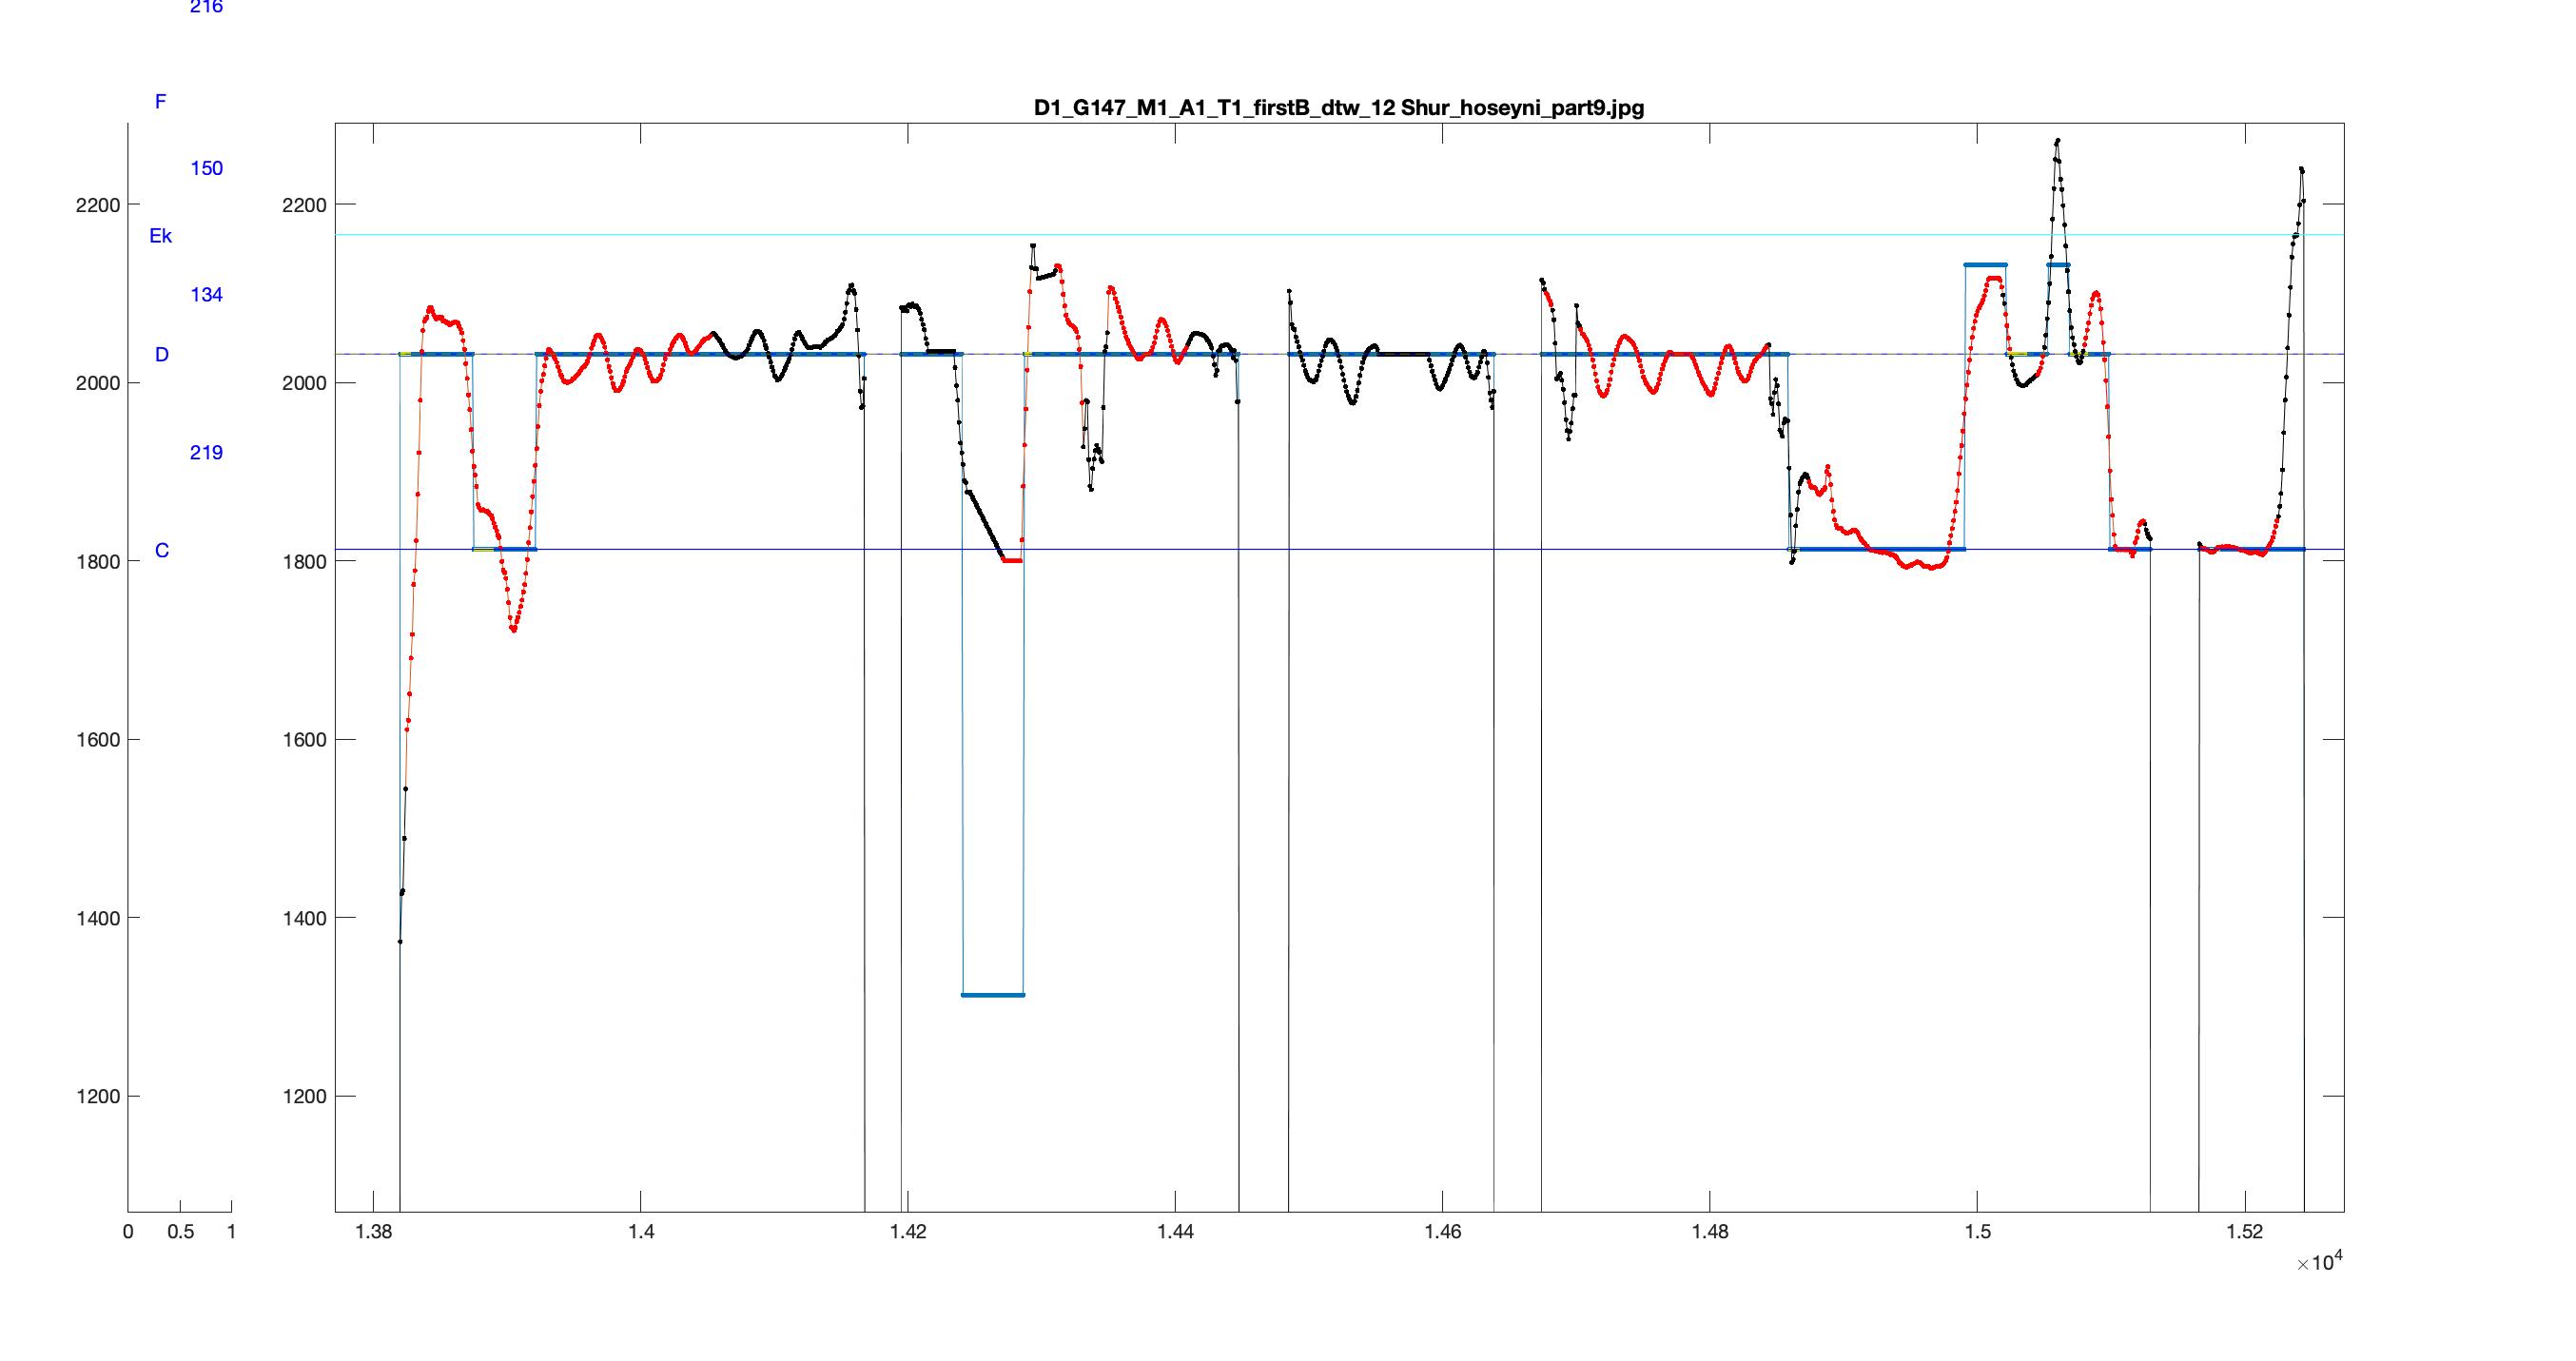 216
F
D1_G147_M1_A1_T1_firstB_dtw_12 Shur_hoseyni_part9.jpg
150
2200 2200
Ek
134
D
2000 2000
219
C
1800 1800
1600 1600
1400 1400
1200 1200
0 0.5 1 1.38 1.4 1.42 1.44 1.46 1.48 1.5 1.52
×10⁴